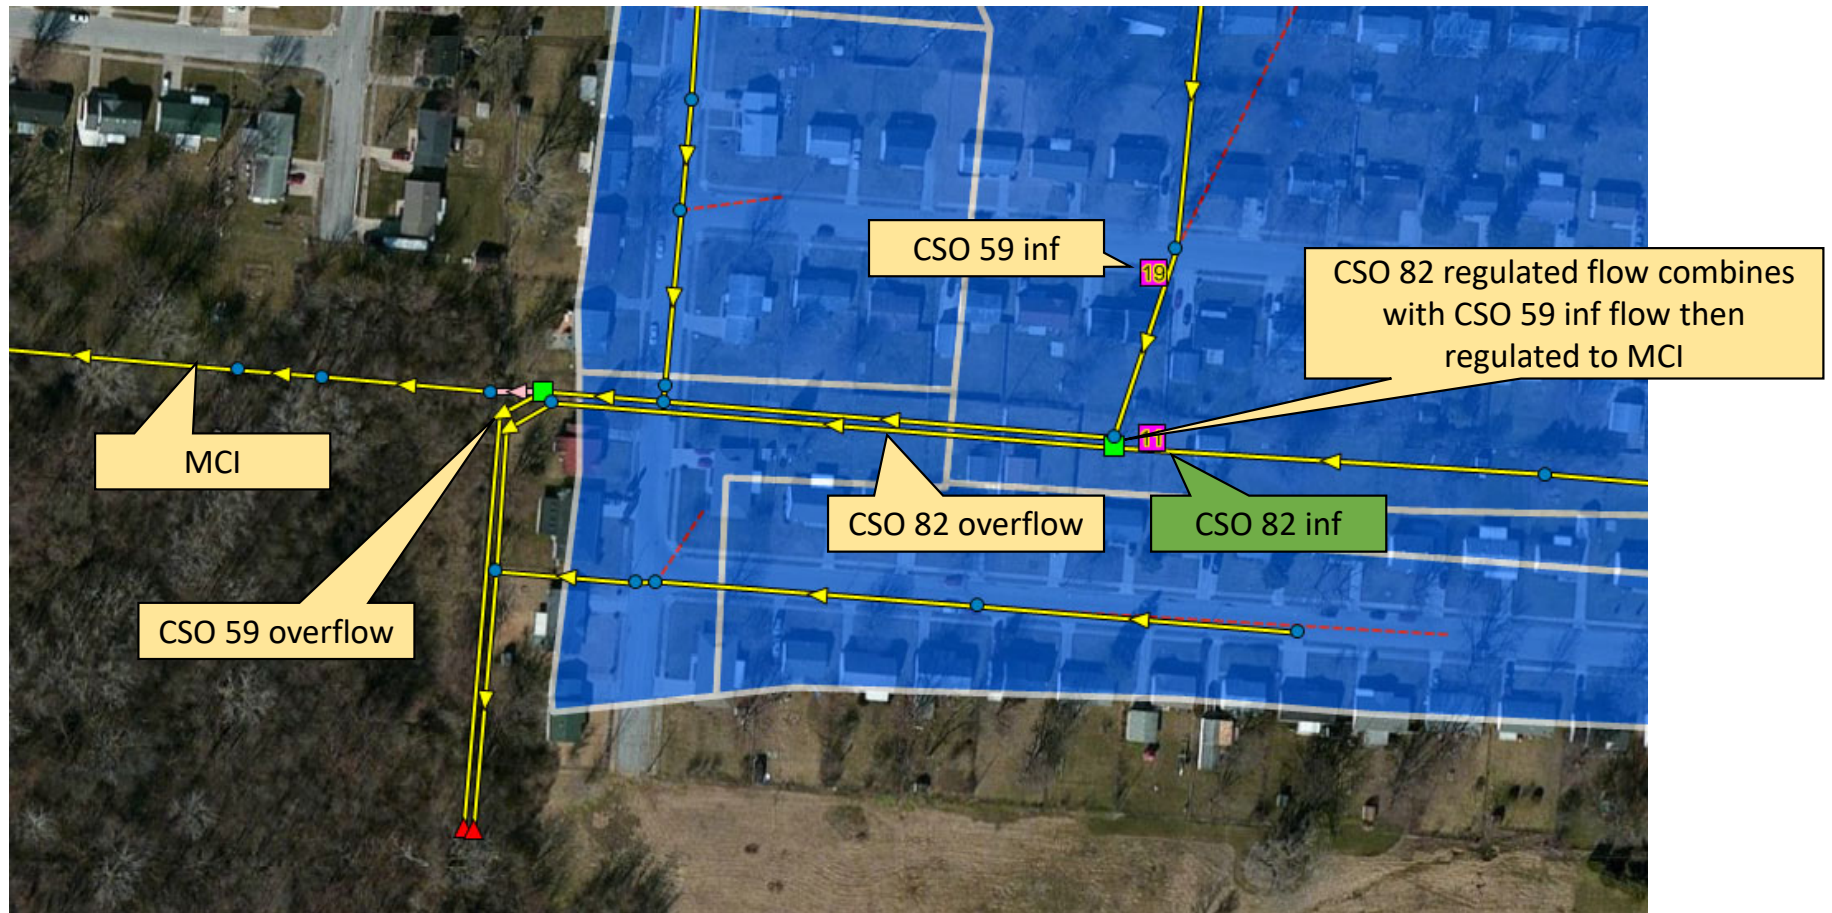 CSO 59 inf
19
CSO 82 regulated flow combines
with CSO 59 inf flow then
regulated to MCI
11
MCI
CSO 82 overflow
CSO 82 inf
CSO 59 overflow